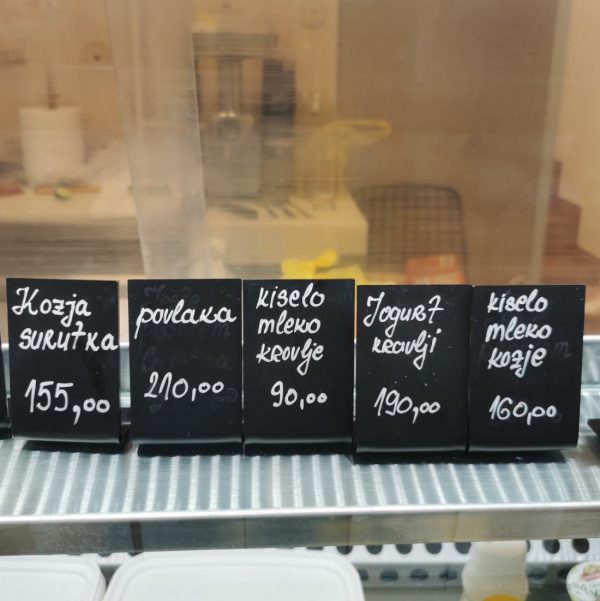 Kozja
surutka
155,00
povlaka
210,00
kiselo
mleko
kravlje
90,00
Jogurt
kravlji
190,00
kiselo
mleko
kozje
160,00